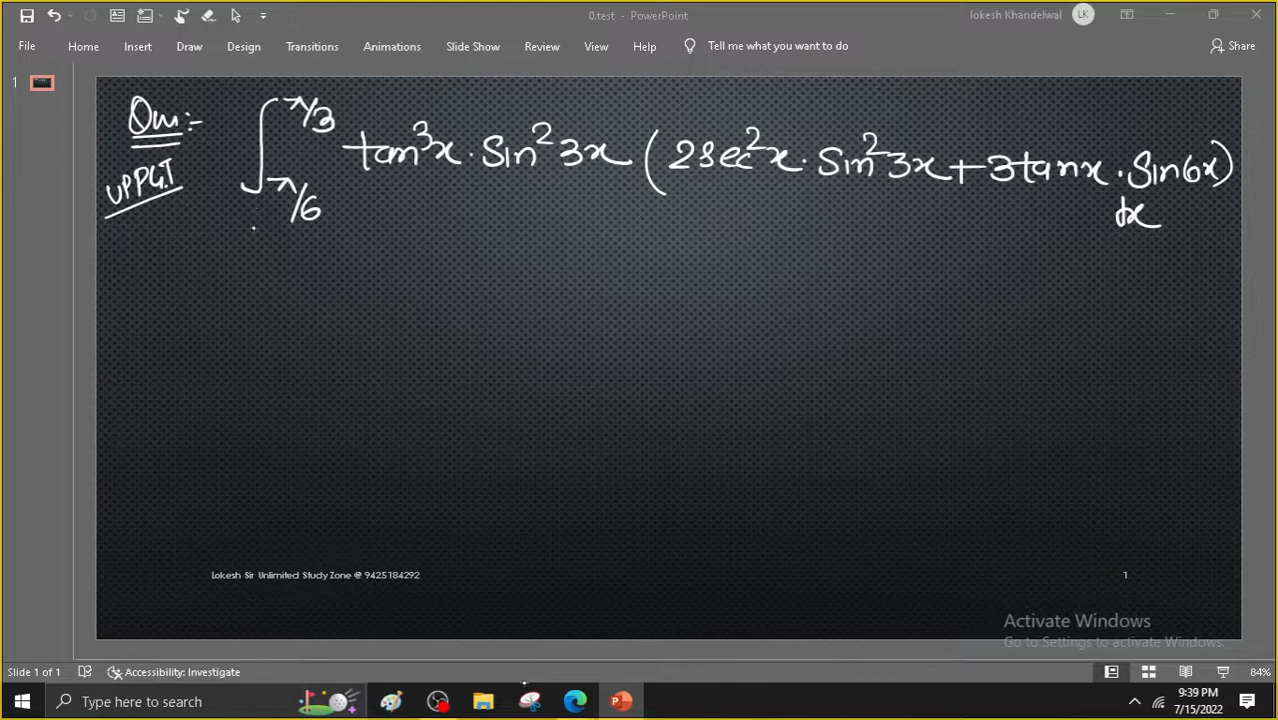 0.test - PowerPoint
lokesh Khandelwal LK
File Home Insert Draw Design Transitions Animations Slide Show Review View Help Tell me what you want to do Share
1
Qn:-
UPPGT
∫_{π/6}^{π/3} tan³x · Sin²3x (2Sec²x · Sin²3x + 3tanx · Sin6x)
dx
Lokesh Sir Unlimited Study Zone @ 9425184292 1
Activate Windows
Go to Settings to activate Windows.
Slide 1 of 1 Accessibility: Investigate 84%
Type here to search
9:39 PM
7/15/2022